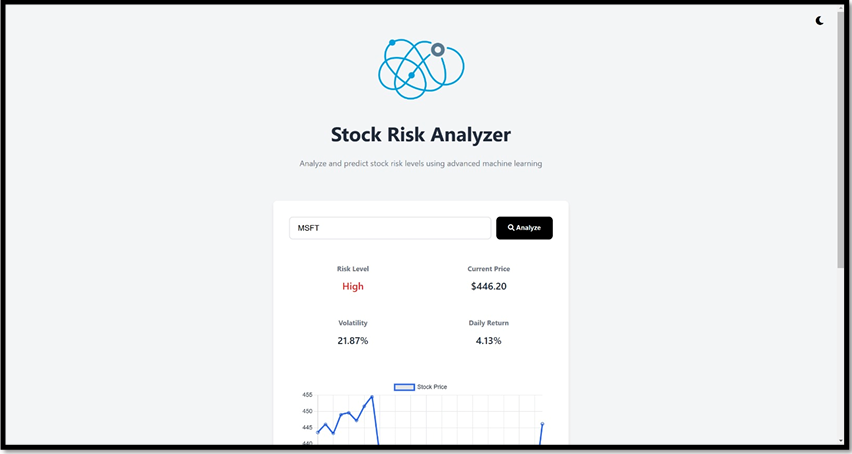 Stock Risk Analyzer
Analyze and predict stock risk levels using advanced machine learning
MSFT
Analyze
Risk Level
Current Price
High
$446.20
Volatility
Daily Return
21.87%
4.13%
Stock Price
455
450
445
440